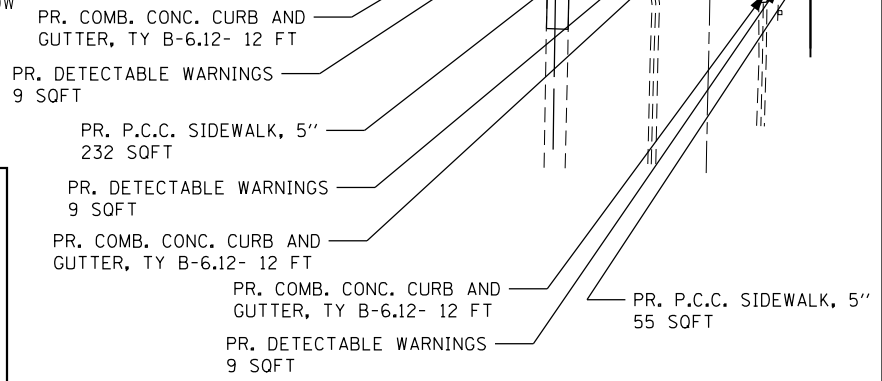 OW
PR. COMB. CONC. CURB AND
GUTTER, TY B-6.12- 12 FT
PR. DETECTABLE WARNINGS
9 SQFT
PR. P.C.C. SIDEWALK, 5''
232 SQFT
PR. DETECTABLE WARNINGS
9 SQFT
PR. COMB. CONC. CURB AND
GUTTER, TY B-6.12- 12 FT
PR. COMB. CONC. CURB AND
GUTTER, TY B-6.12- 12 FT
PR. P.C.C. SIDEWALK, 5''
55 SQFT
PR. DETECTABLE WARNINGS
9 SQFT